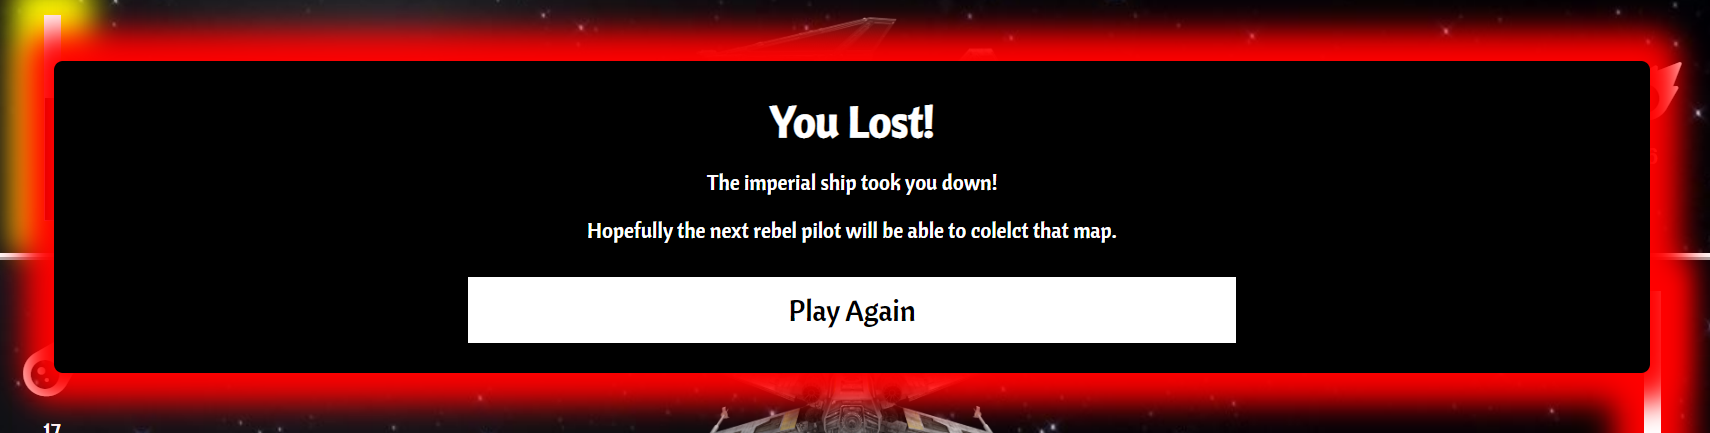 You Lost!
The imperial ship took you down!
Hopefully the next rebel pilot will be able to colelct that map.
Play Again
17